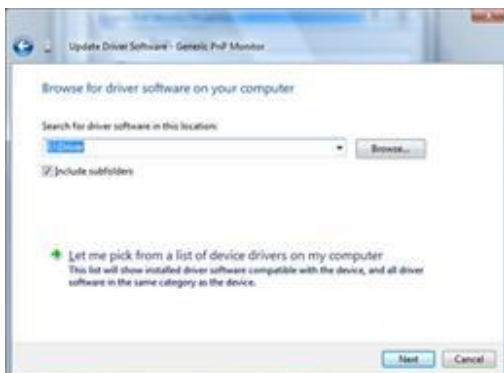 Update Driver Software - Generic PnP Monitor
Browse for driver software on your computer
Search for driver software in this location:
Browse...
Include subfolders
Let me pick from a list of device drivers on my computer
This list will show installed driver software compatible with the device, and all driver
software in the same category as the device.
Next
Cancel